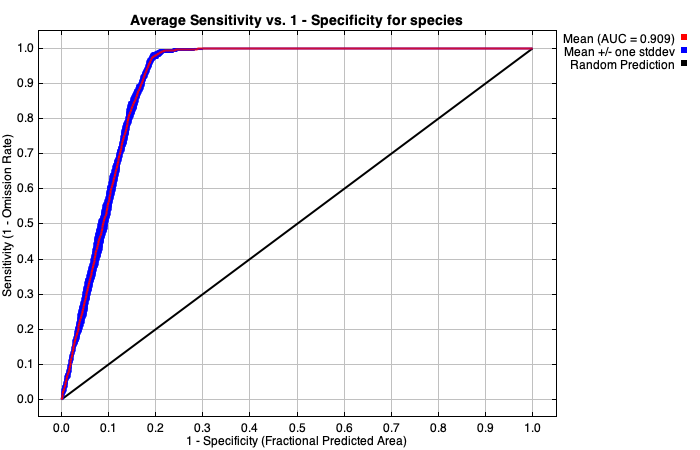 Average Sensitivity vs. 1 - Specificity for species
Mean (AUC = 0.909)
Mean +/- one stddev
Random Prediction
Sensitivity (1 - Omission Rate)
1.0
0.9
0.8
0.7
0.6
0.5
0.4
0.3
0.2
0.1
0.0
0.0 0.1 0.2 0.3 0.4 0.5 0.6 0.7 0.8 0.9 1.0
1 - Specificity (Fractional Predicted Area)